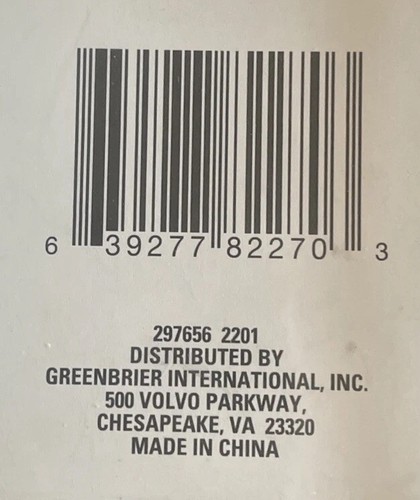 6 39277 82270 3
297656 2201
DISTRIBUTED BY
GREENBRIER INTERNATIONAL, INC.
500 VOLVO PARKWAY,
CHESAPEAKE, VA 23320
MADE IN CHINA